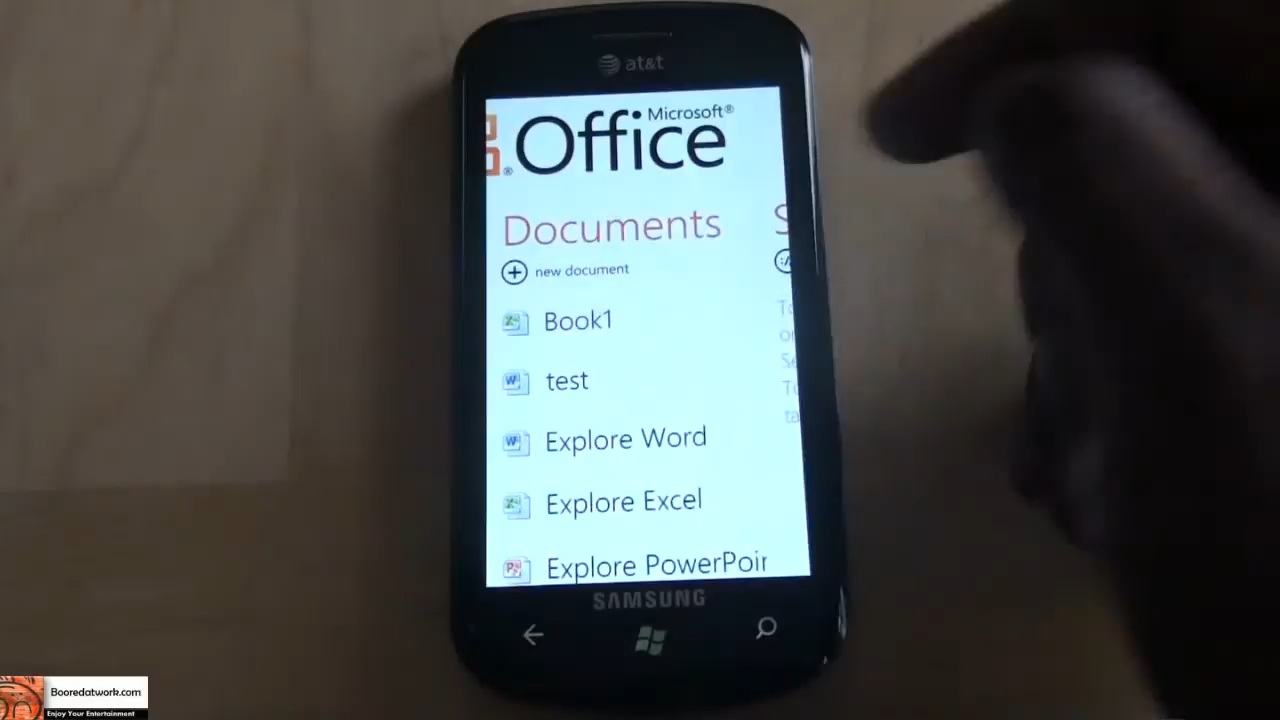 at&t
Microsoft®
Office
®
Documents
new document
Book1
test
Explore Word
Explore Excel
Explore PowerPoin
SAMSUNG
Booredatwork.com
Enjoy Your Entertainment